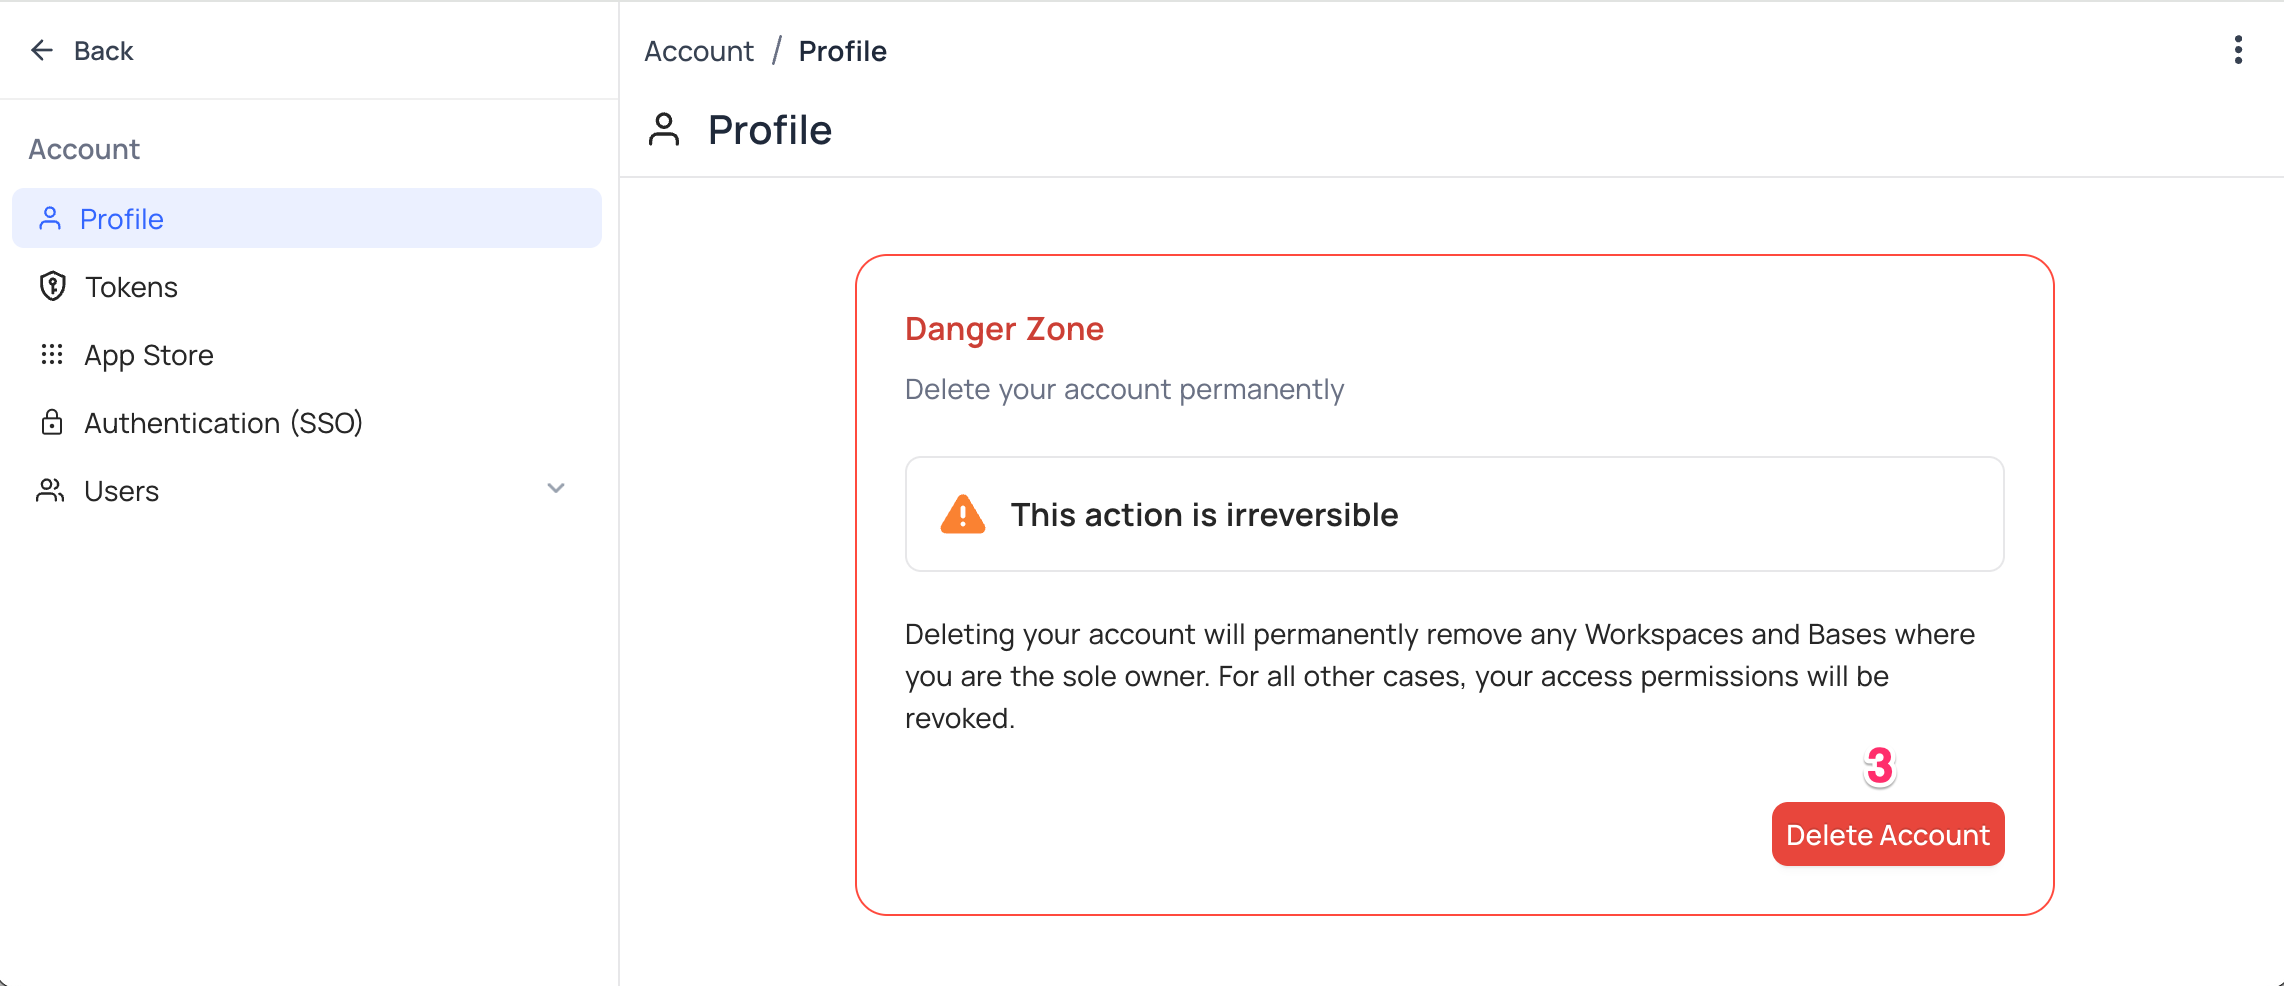 Back
Account
Profile
Tokens
App Store
Authentication (SSO)
Users
Account / Profile
Profile
Danger Zone
Delete your account permanently
This action is irreversible
Deleting your account will permanently remove any Workspaces and Bases where
you are the sole owner. For all other cases, your access permissions will be
revoked.
3
Delete Account